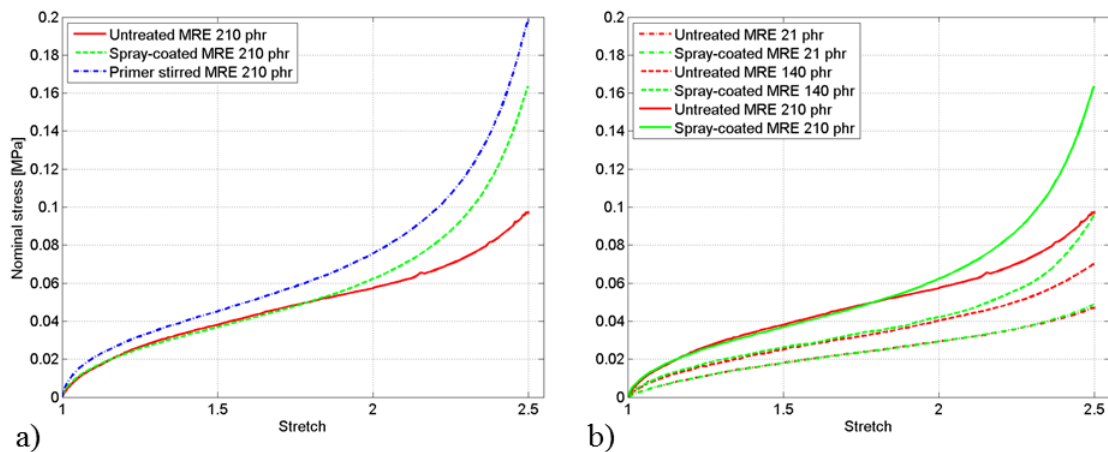 0.2
0.18
0.16
0.14
0.12
0.1
0.08
0.06
0.04
0.02
0
Nominal stress [MPa]
Untreated MRE 210 phr
Spray-coated MRE 210 phr
Primer stirred MRE 210 phr
1
1.5
2
2.5
Stretch
a)
0.2
0.18
0.16
0.14
0.12
0.1
0.08
0.06
0.04
0.02
0
Untreated MRE 21 phr
Spray-coated MRE 21 phr
Untreated MRE 140 phr
Spray-coated MRE 140 phr
Untreated MRE 210 phr
Spray-coated MRE 210 phr
1
1.5
2
2.5
Stretch
b)